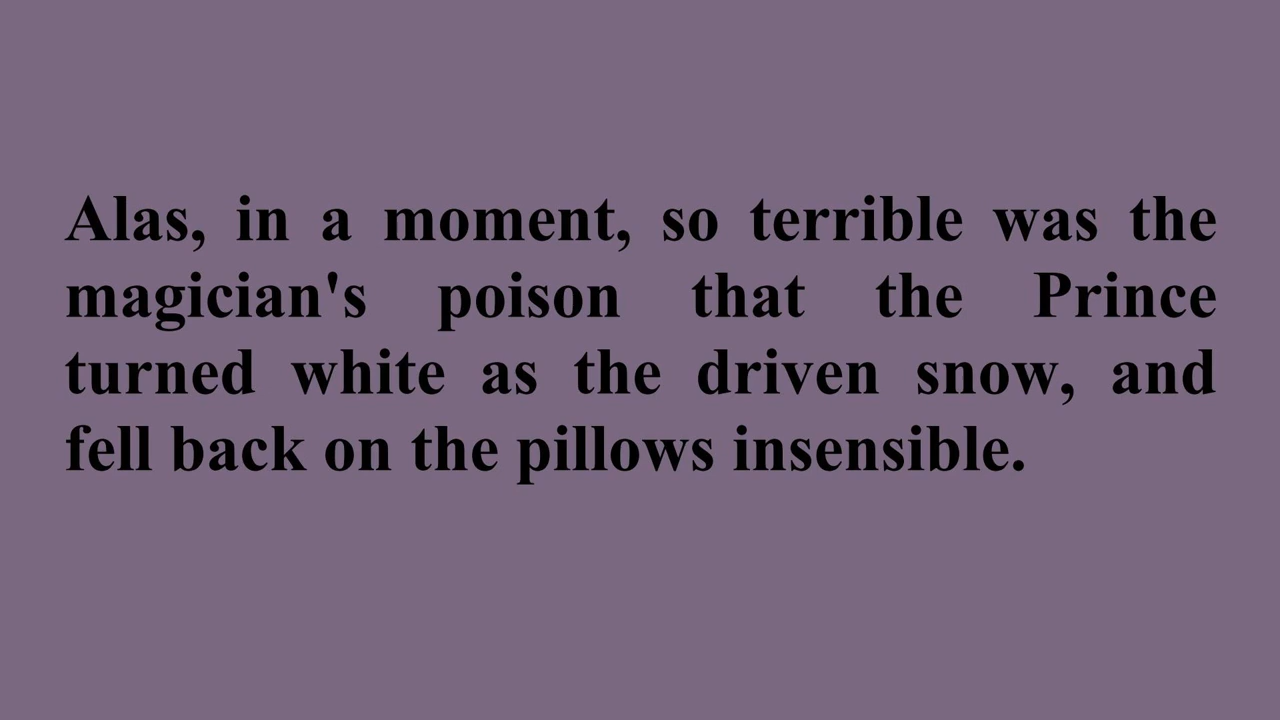 Alas, in a moment, so terrible was the
magician's poison that the Prince
turned white as the driven snow, and
fell back on the pillows insensible.